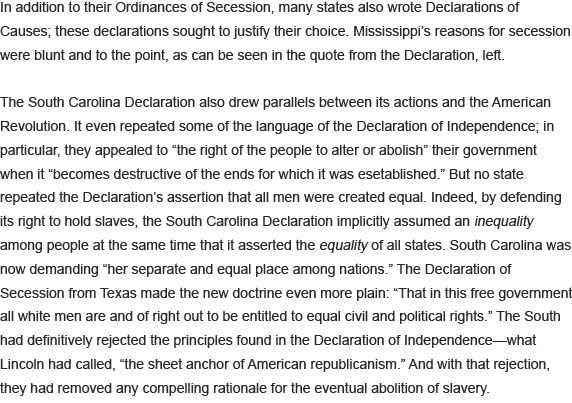 In addition to their Ordinances of Secession, many states also wrote Declarations of
Causes; these declarations sought to justify their choice. Mississippi’s reasons for secession
were blunt and to the point, as can be seen in the quote from the Declaration, left.
The South Carolina Declaration also drew parallels between its actions and the American
Revolution. It even repeated some of the language of the Declaration of Independence; in
particular, they appealed to “the right of the people to alter or abolish” their government
when it “becomes destructive of the ends for which it was esetablished.” But no state
repeated the Declaration’s assertion that all men were created equal. Indeed, by defending
its right to hold slaves, the South Carolina Declaration implicitly assumed an inequality
among people at the same time that it asserted the equality of all states. South Carolina was
now demanding “her separate and equal place among nations.” The Declaration of
Secession from Texas made the new doctrine even more plain: “That in this free government
all white men are and of right out to be entitled to equal civil and political rights.” The South
had definitively rejected the principles found in the Declaration of Independence—what
Lincoln had called, “the sheet anchor of American republicanism.” And with that rejection,
they had removed any compelling rationale for the eventual abolition of slavery.